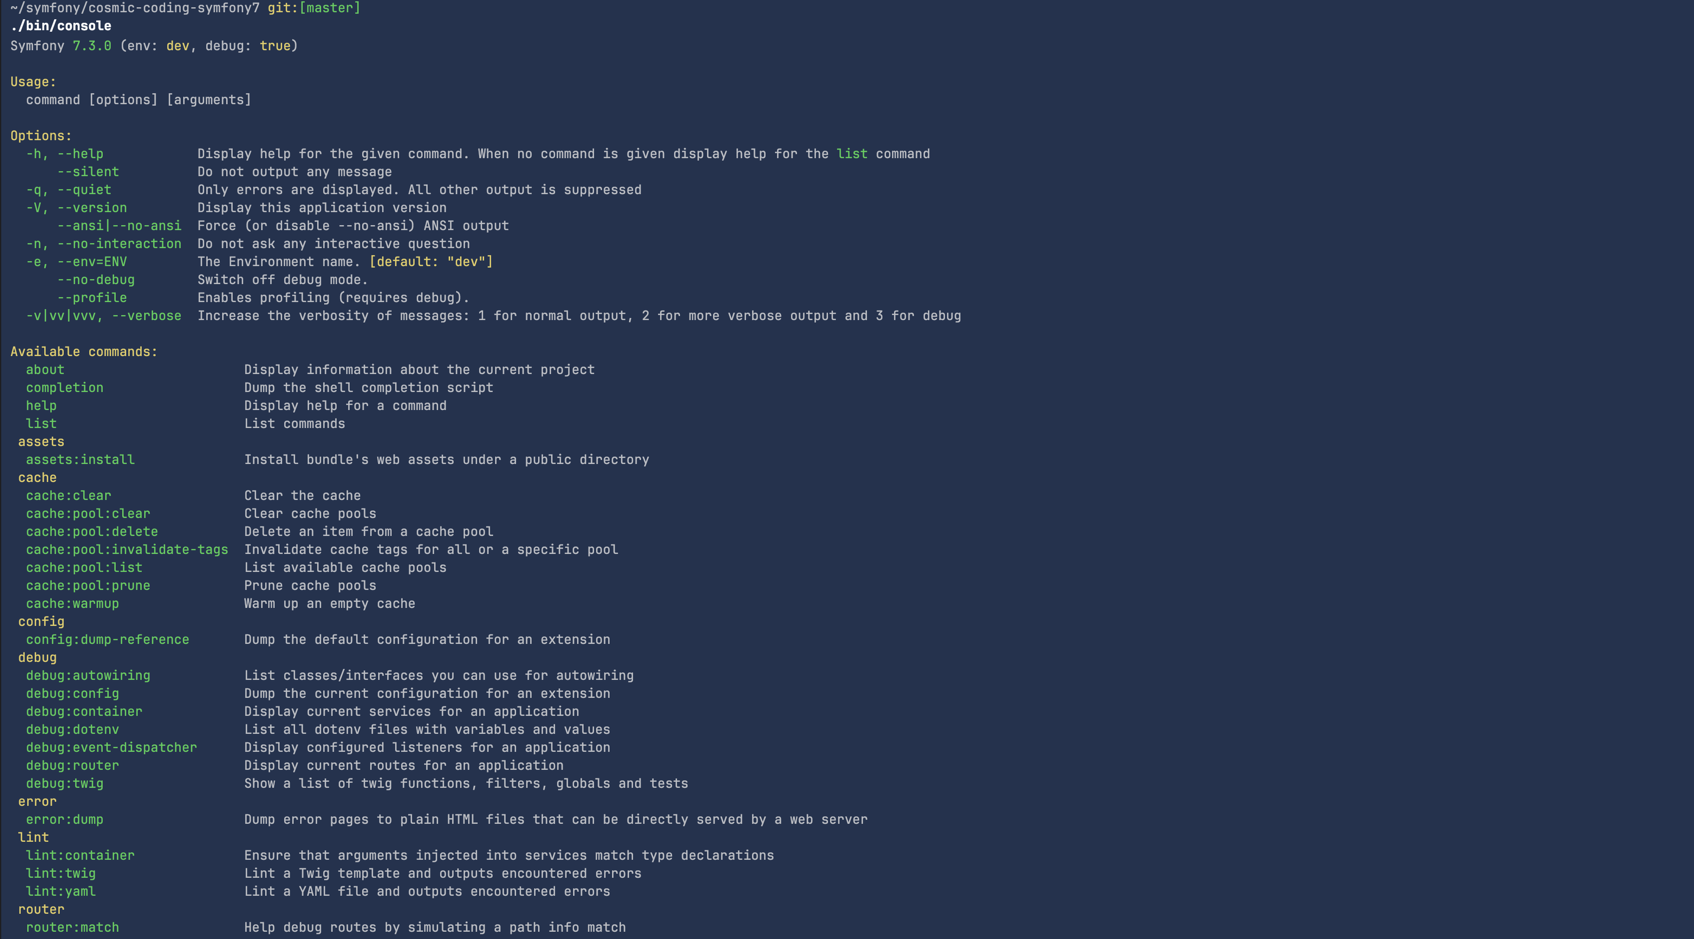 ~/symfony/cosmic-coding-symfony7 git:[master]
./bin/console
Symfony 7.3.0 (env: dev, debug: true)
Usage:
command [options] [arguments]
Options:
-h, --help Display help for the given command. When no command is given display help for the list command
--silent Do not output any message
-q, --quiet Only errors are displayed. All other output is suppressed
-V, --version Display this application version
--ansi|--no-ansi Force (or disable --no-ansi) ANSI output
-n, --no-interaction Do not ask any interactive question
-e, --env=ENV The Environment name. [default: "dev"]
--no-debug Switch off debug mode.
--profile Enables profiling (requires debug).
-v|vv|vvv, --verbose Increase the verbosity of messages: 1 for normal output, 2 for more verbose output and 3 for debug
Available commands:
about Display information about the current project
completion Dump the shell completion script
help Display help for a command
list List commands
assets
assets:install Install bundle's web assets under a public directory
cache
cache:clear Clear the cache
cache:pool:clear Clear cache pools
cache:pool:delete Delete an item from a cache pool
cache:pool:invalidate-tags Invalidate cache tags for all or a specific pool
cache:pool:list List available cache pools
cache:pool:prune Prune cache pools
cache:warmup Warm up an empty cache
config
config:dump-reference Dump the default configuration for an extension
debug
debug:autowiring List classes/interfaces you can use for autowiring
debug:config Dump the current configuration for an extension
debug:container Display current services for an application
debug:dotenv List all dotenv files with variables and values
debug:event-dispatcher Display configured listeners for an application
debug:router Display current routes for an application
debug:twig Show a list of twig functions, filters, globals and tests
error
error:dump Dump error pages to plain HTML files that can be directly served by a web server
lint
lint:container Ensure that arguments injected into services match type declarations
lint:twig Lint a Twig template and outputs encountered errors
lint:yaml Lint a YAML file and outputs encountered errors
router
router:match Help debug routes by simulating a path info match